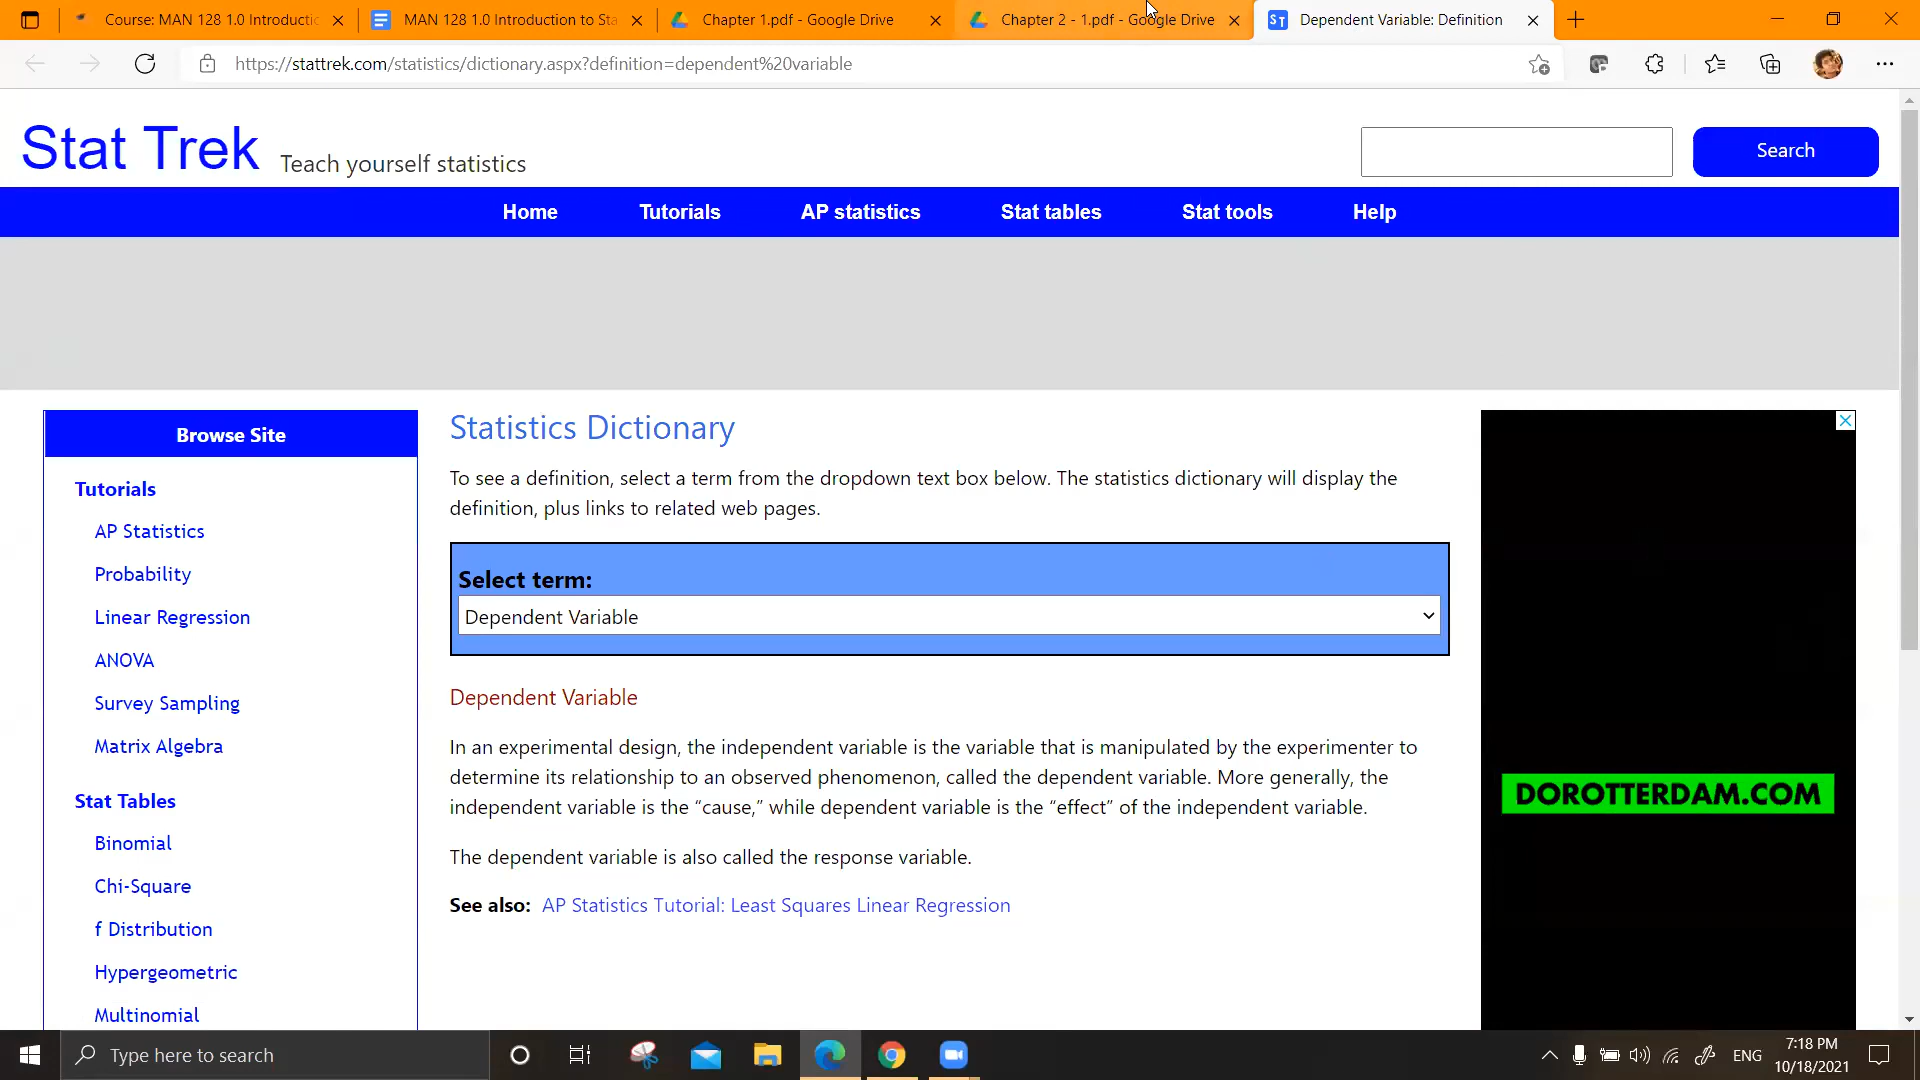 Course: MAN 128 1.0 Introductic
MAN 128 1.0 Introduction to Sta
Chapter 1.pdf - Google Drive
Chapter 2 - 1.pdf - Google Drive
ST
Dependent Variable: Definition
https://stattrek.com/statistics/dictionary.aspx?definition=dependent%20variable
Stat Trek
Teach yourself statistics
Search
Home
Tutorials
AP statistics
Stat tables
Stat tools
Help
Browse Site
Tutorials
AP Statistics
Probability
Linear Regression
ANOVA
Survey Sampling
Matrix Algebra
Stat Tables
Binomial
Chi-Square
f Distribution
Hypergeometric
Multinomial
Statistics Dictionary
To see a definition, select a term from the dropdown text box below. The statistics dictionary will display the
definition, plus links to related web pages.
Select term:
Dependent Variable
Dependent Variable
In an experimental design, the independent variable is the variable that is manipulated by the experimenter to
determine its relationship to an observed phenomenon, called the dependent variable. More generally, the
independent variable is the “cause,” while dependent variable is the “effect” of the independent variable.
The dependent variable is also called the response variable.
See also: AP Statistics Tutorial: Least Squares Linear Regression
DOROTTERDAM.COM
Type here to search
ENG
7:18 PM
10/18/2021